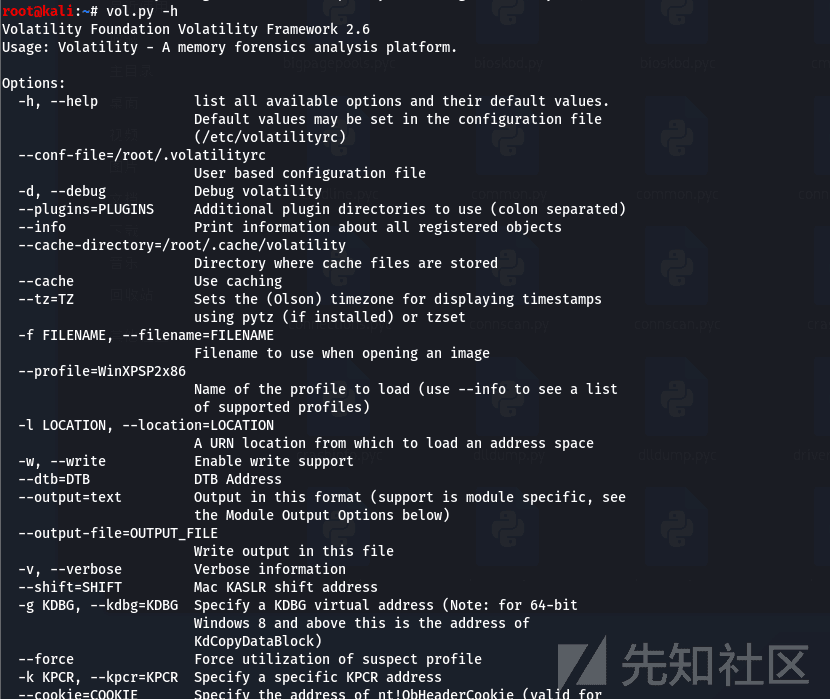 root@kali:~# vol.py -h
Volatility Foundation Volatility Framework 2.6
Usage: Volatility - A memory forensics analysis platform.
Options:
-h, --help list all available options and their default values.
Default values may be set in the configuration file
(/etc/volatilityrc)
--conf-file=/root/.volatilityrc
User based configuration file
-d, --debug Debug volatility
--plugins=PLUGINS Additional plugin directories to use (colon separated)
--info Print information about all registered objects
--cache-directory=/root/.cache/volatility
Directory where cache files are stored
--cache Use caching
--tz=TZ Sets the (Olson) timezone for displaying timestamps
using pytz (if installed) or tzset
-f FILENAME, --filename=FILENAME
Filename to use when opening an image
--profile=WinXPSP2x86
Name of the profile to load (use --info to see a list
of supported profiles)
-l LOCATION, --location=LOCATION
A URN location from which to load an address space
-w, --write Enable write support
--dtb=DTB DTB Address
--output=text Output in this format (support is module specific, see
the Module Output Options below)
--output-file=OUTPUT_FILE
Write output in this file
-v, --verbose Verbose information
--shift=SHIFT Mac KASLR shift address
-g KDBG, --kdbg=KDBG Specify a KDBG virtual address (Note: for 64-bit
Windows 8 and above this is the address of
KdCopyDataBlock)
--force Force utilization of suspect profile
-k KPCR, --kpcr=KPCR Specify a specific KPCR address
--cookie=COOKIE Specify the address of nt!ObHeaderCookie (valid for
先知社区